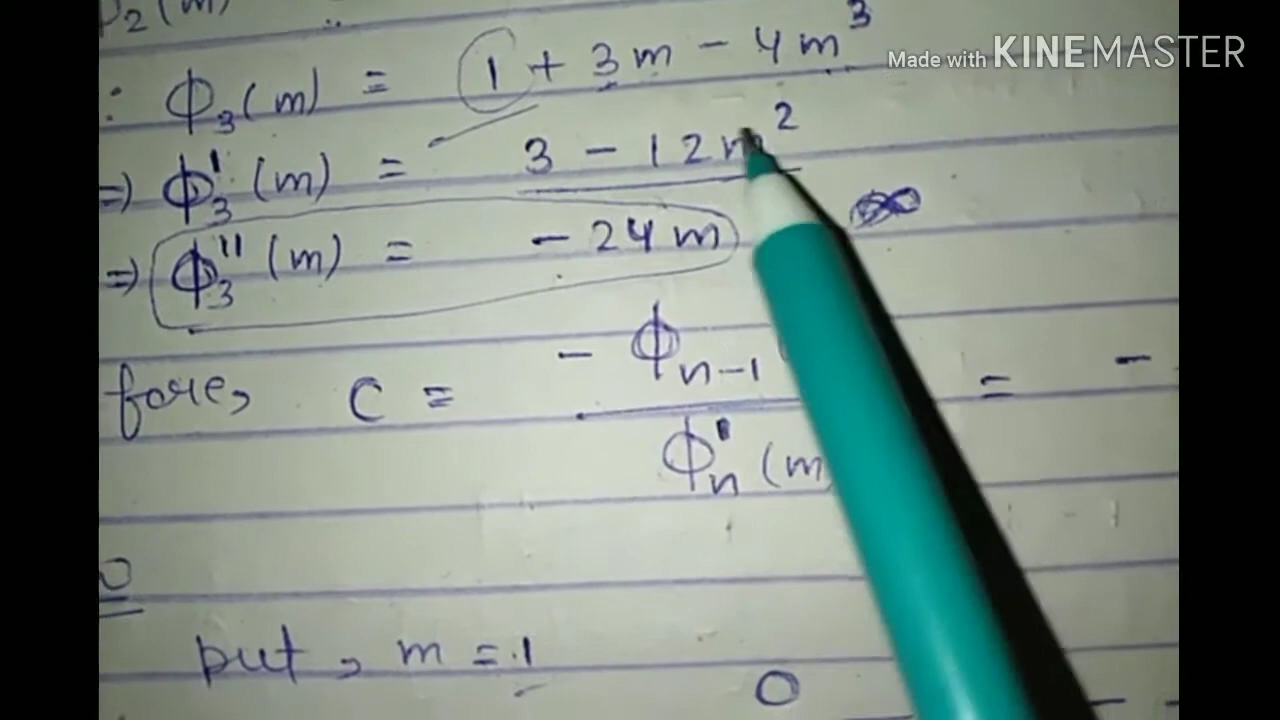 Φ₂(m)
Made with KINEMASTER
: Φ₃(m) = 1 + 3m - 4m³
=) Φ₃'(m) = 3 - 12m²
=) Φ₃''(m) = - 24m
fore, C = - Φₙ₋₁ / Φₙ'(m = -
put, m = 1
0